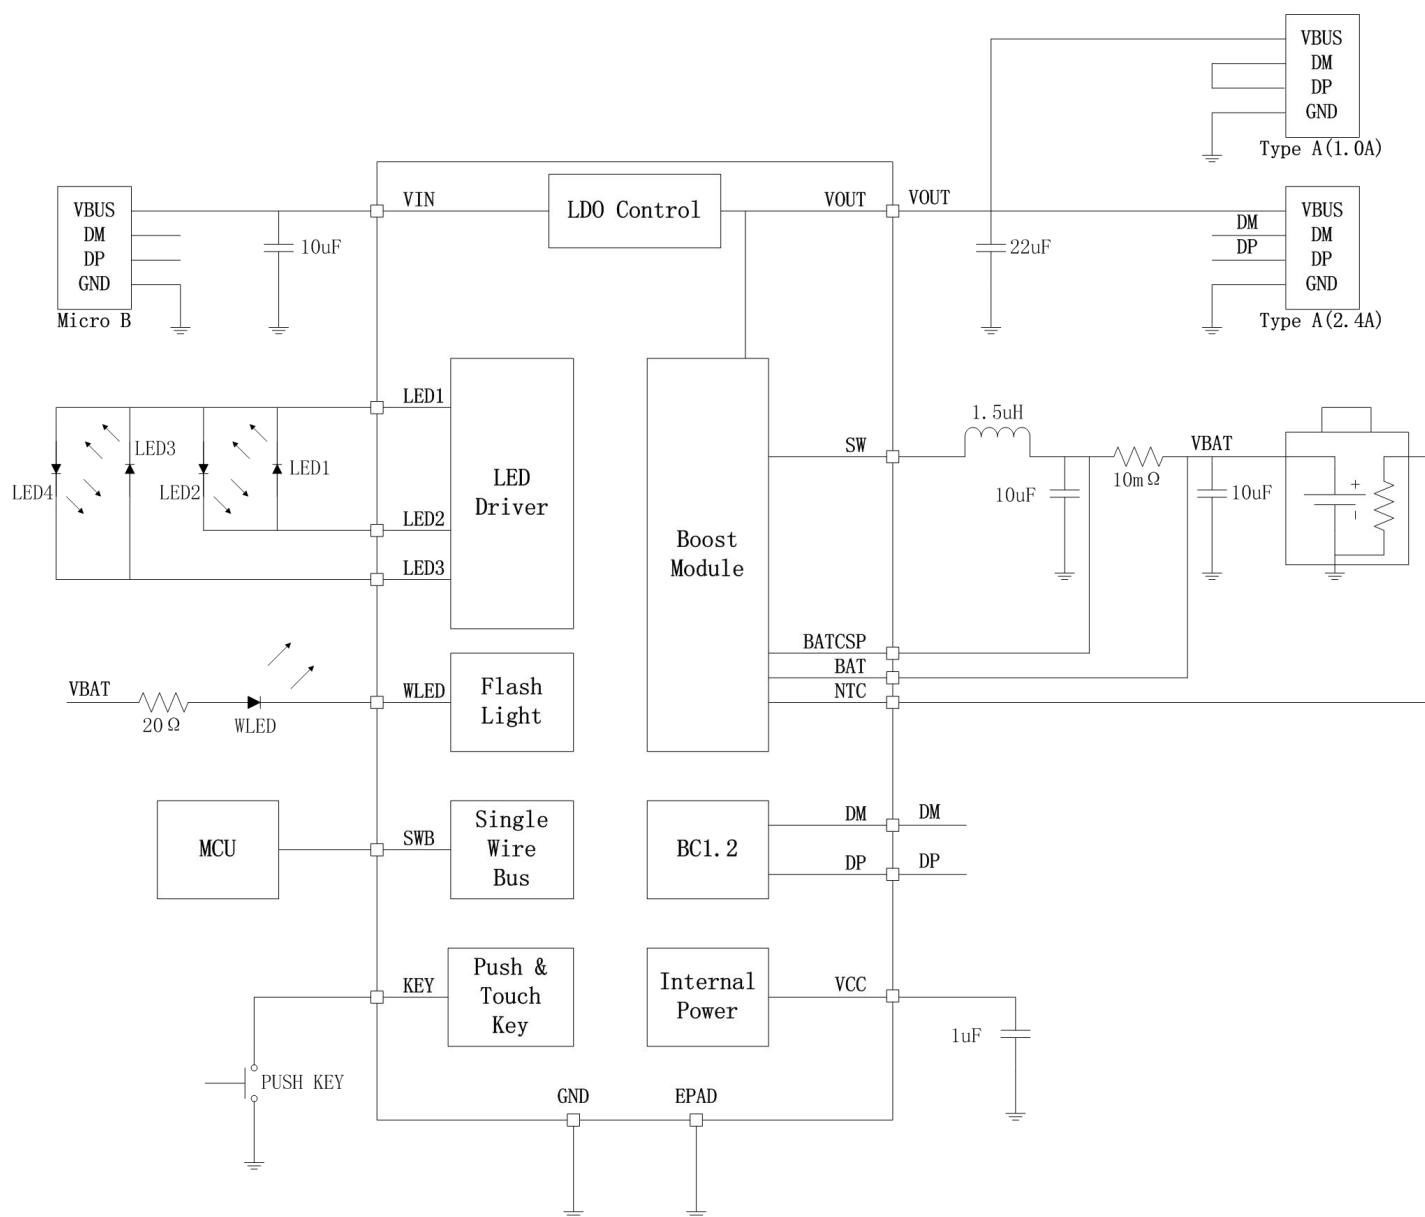 VBUS
DM
DP
GND
Type A(1.0A)
VBUS
DM
DP
GND
Micro B
10uF
VIN
LDO Control
VOUT
VOUT
22uF
DM
DP
VBUS
DM
DP
GND
Type A(2.4A)
LED4
LED3
LED2
LED1
LED1
LED2
LED3
LED
Driver
Boost
Module
SW
1.5uH
10uF
10mΩ
VBAT
10uF
+
-
BATCSP
BAT
NTC
VBAT
20Ω
WLED
WLED
Flash
Light
MCU
SWB
Single
Wire
Bus
BC1.2
DM
DM
DP
DP
KEY
Push &
Touch
Key
Internal
Power
VCC
1uF
PUSH KEY
GND
EPAD